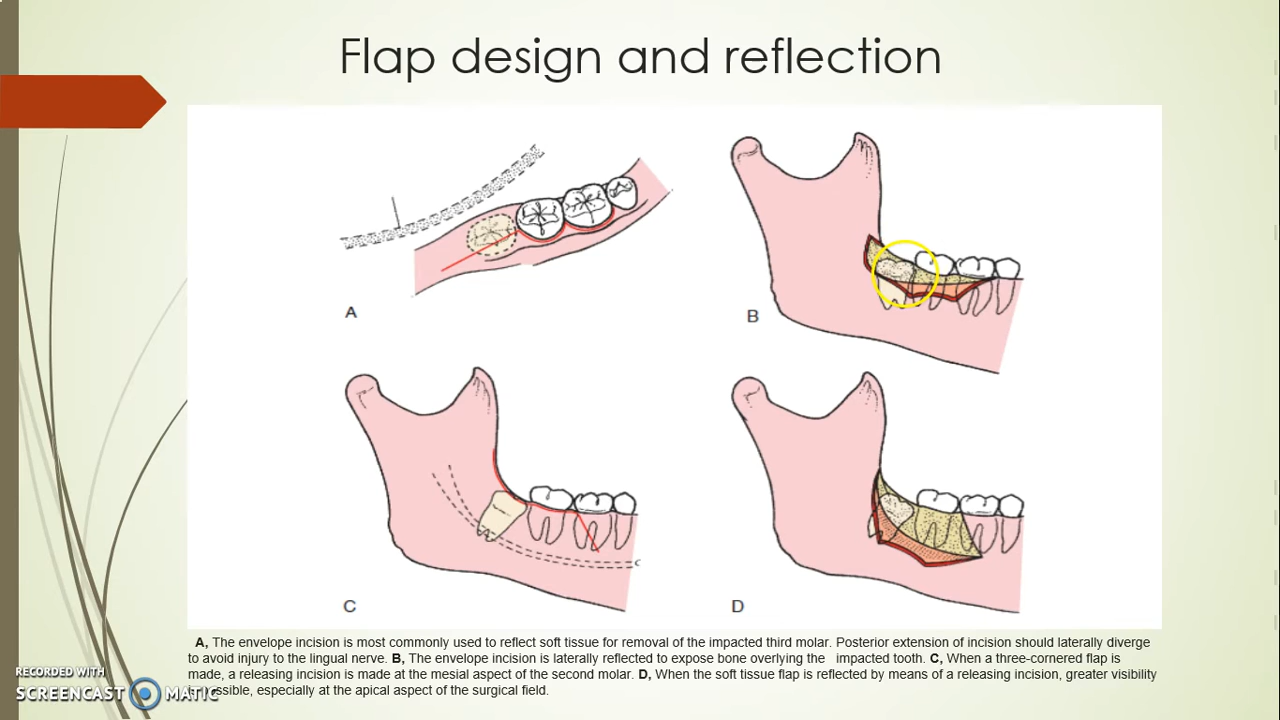 Flap design and reflection
A
B
C
D
c
A, The envelope incision is most commonly used to reflect soft tissue for removal of the impacted third molar. Posterior extension of incision should laterally diverge
to avoid injury to the lingual nerve. B, The envelope incision is laterally reflected to expose bone overlying the impacted tooth. C, When a three-cornered flap is
made, a releasing incision is made at the mesial aspect of the second molar. D, When the soft tissue flap is reflected by means of a releasing incision, greater visibility
possible, especially at the apical aspect of the surgical field.
RECORDED WITH
SCREENCAST MATIC